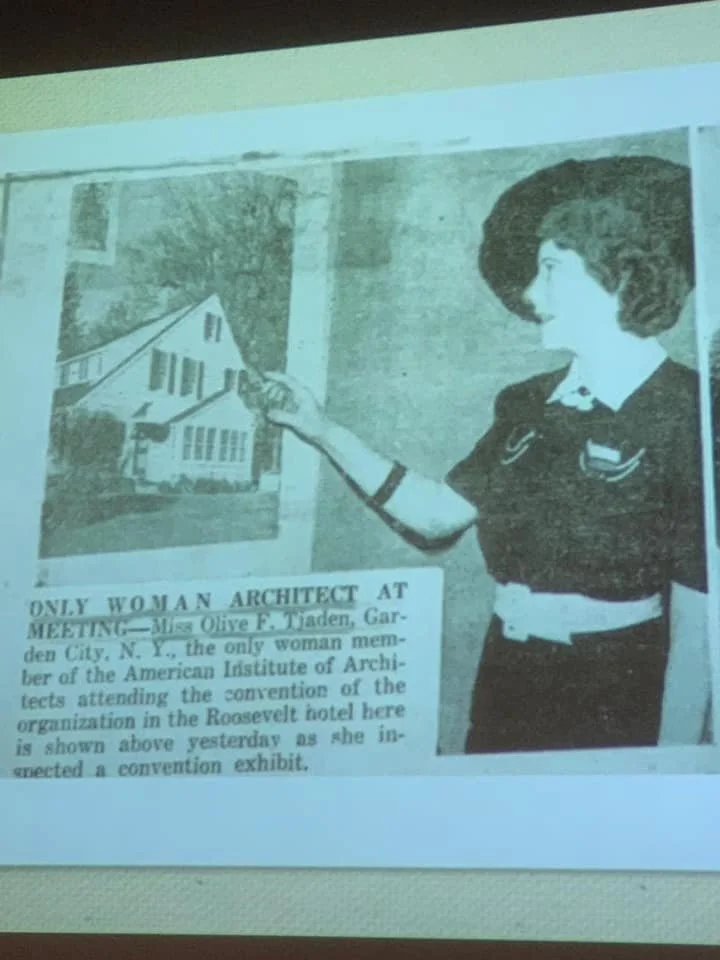 ONLY WOMAN ARCHITECT AT
MEETING—Miss Olive F. Tjaden, Gar-
den City, N. Y., the only woman mem-
ber of the American Institute of Archi-
tects attending the convention of the
organization in the Roosevelt hotel here
is shown above yesterday as she in-
spected a convention exhibit.